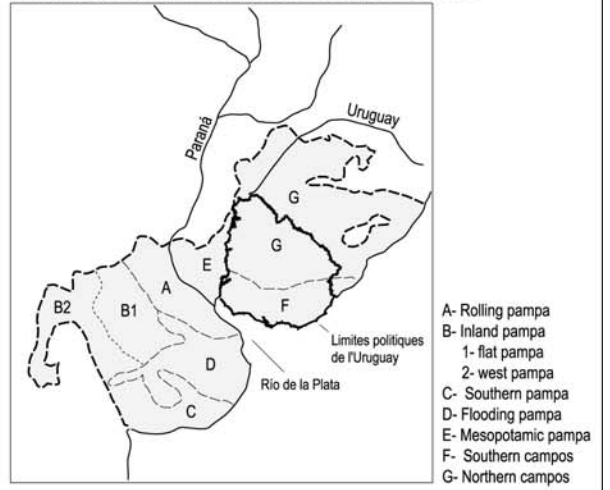 Paraná
Uruguay
G
G
E
A
B2
B1
F
D
C
Limites politiques
de l'Uruguay
Río de la Plata
A- Rolling pampa
B- Inland pampa
1- flat pampa
2- west pampa
C- Southern pampa
D- Flooding pampa
E- Mesopotamic pampa
F- Southern campos
G- Northern campos